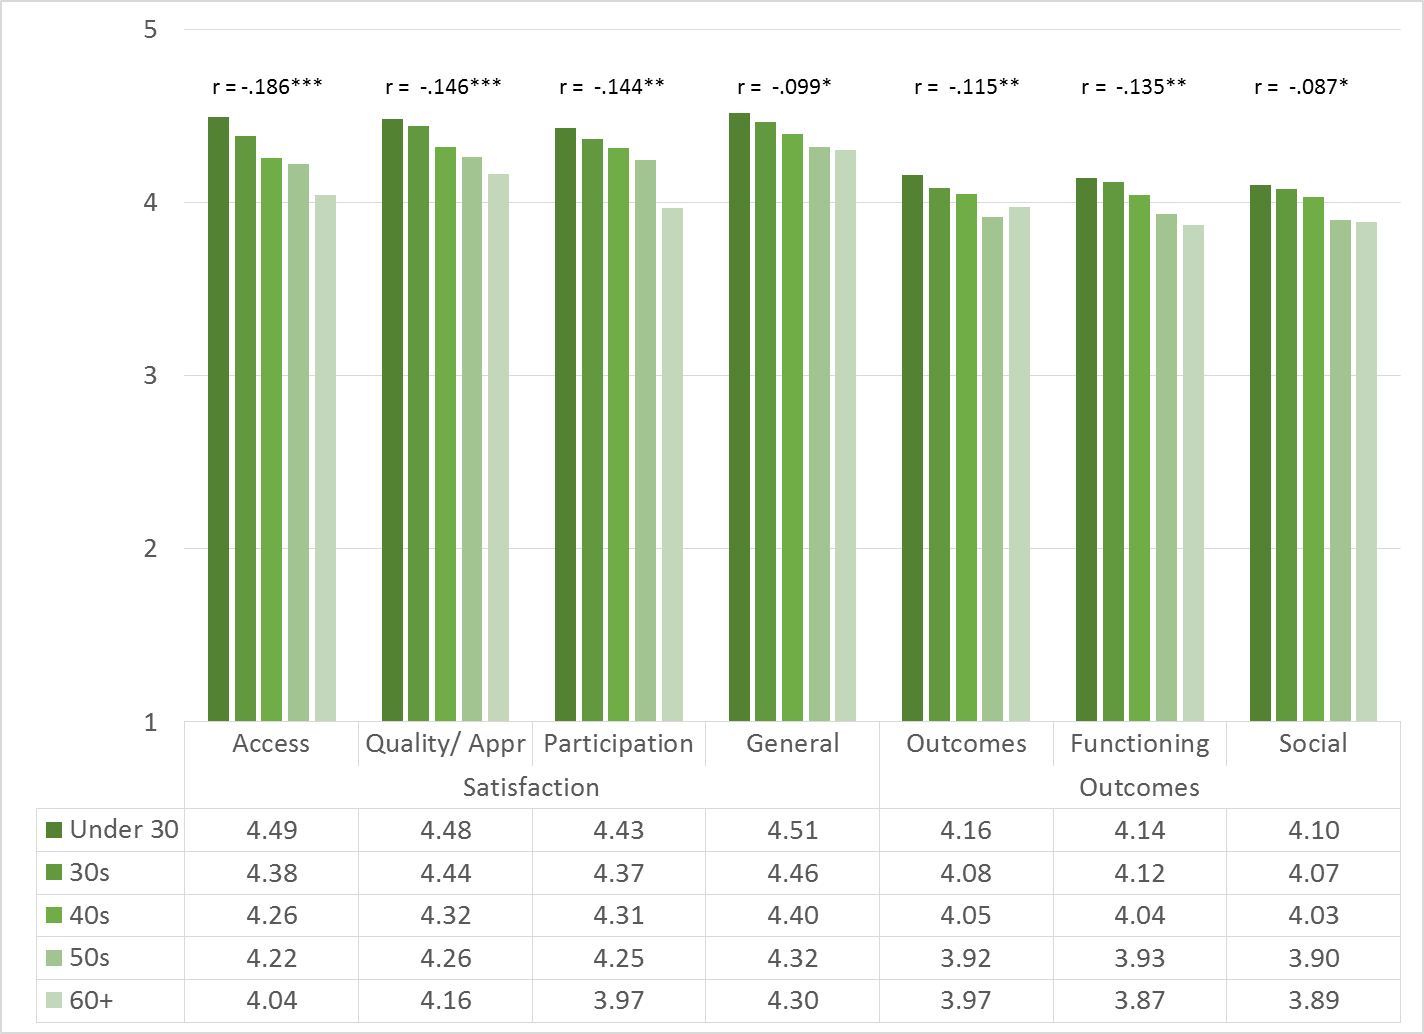 5
r = -.186*** r = -.146*** r = -.144** r = -.099* r = -.115** r = -.135** r = -.087*
4
3
2
1
Access Quality/ Appr Participation General Outcomes Functioning Social
Satisfaction Outcomes
Under 30 4.49 4.48 4.43 4.51 4.16 4.14 4.10
30s 4.38 4.44 4.37 4.46 4.08 4.12 4.07
40s 4.26 4.32 4.31 4.40 4.05 4.04 4.03
50s 4.22 4.26 4.25 4.32 3.92 3.93 3.90
60+ 4.04 4.16 3.97 4.30 3.97 3.87 3.89